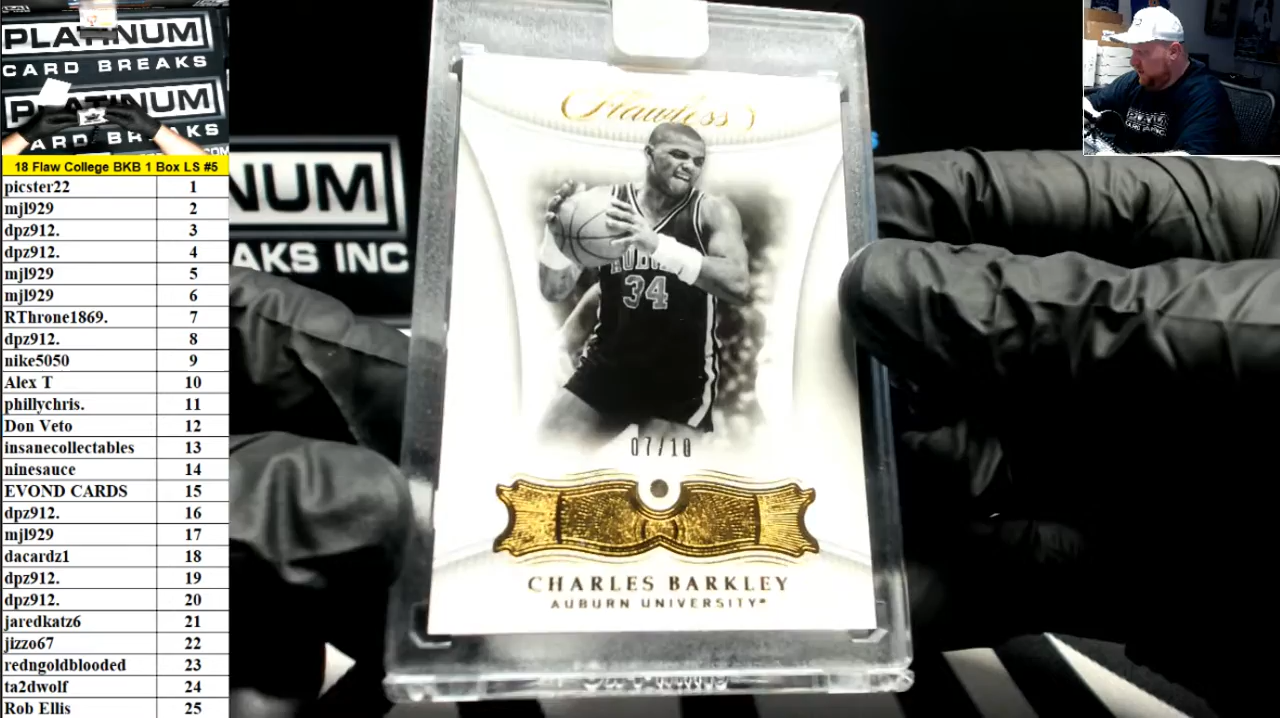 PLATINUM
CARD BREAKS
PLATINUM
CARD BREAKS
18 Flaw College BKB 1 Box LS #5
picster22 1
mjl929 2
dpz912. 3
dpz912. 4
mjl929 5
mjl929 6
RThrone1869. 7
dpz912. 8
nike5050 9
Alex T 10
phillychris. 11
Don Veto 12
insanecollectables 13
ninesauce 14
EVOND CARDS 15
dpz912. 16
mjl929 17
dacardz1 18
dpz912. 19
dpz912. 20
jaredkatz6 21
jizzo67 22
redngoldblooded 23
ta2dwolf 24
Rob Ellis 25
NUM
AKS INC
Flawless
AUBURN
34
07/10
CHARLES BARKLEY
AUBURN UNIVERSITY®